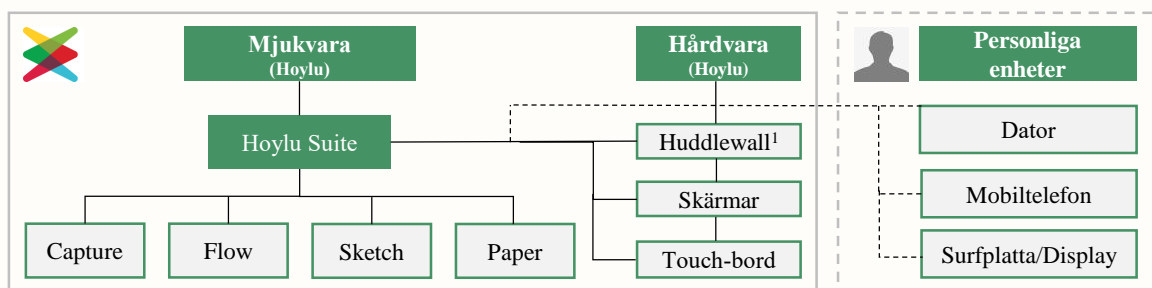 Mjukvara
(Hoylu)
Hårdvara
(Hoylu)
Personliga
enheter
Hoylu Suite
Huddlewall¹
Dator
Skärmar
Mobiltelefon
Capture
Flow
Sketch
Paper
Touch-bord
Surfplatta/Display